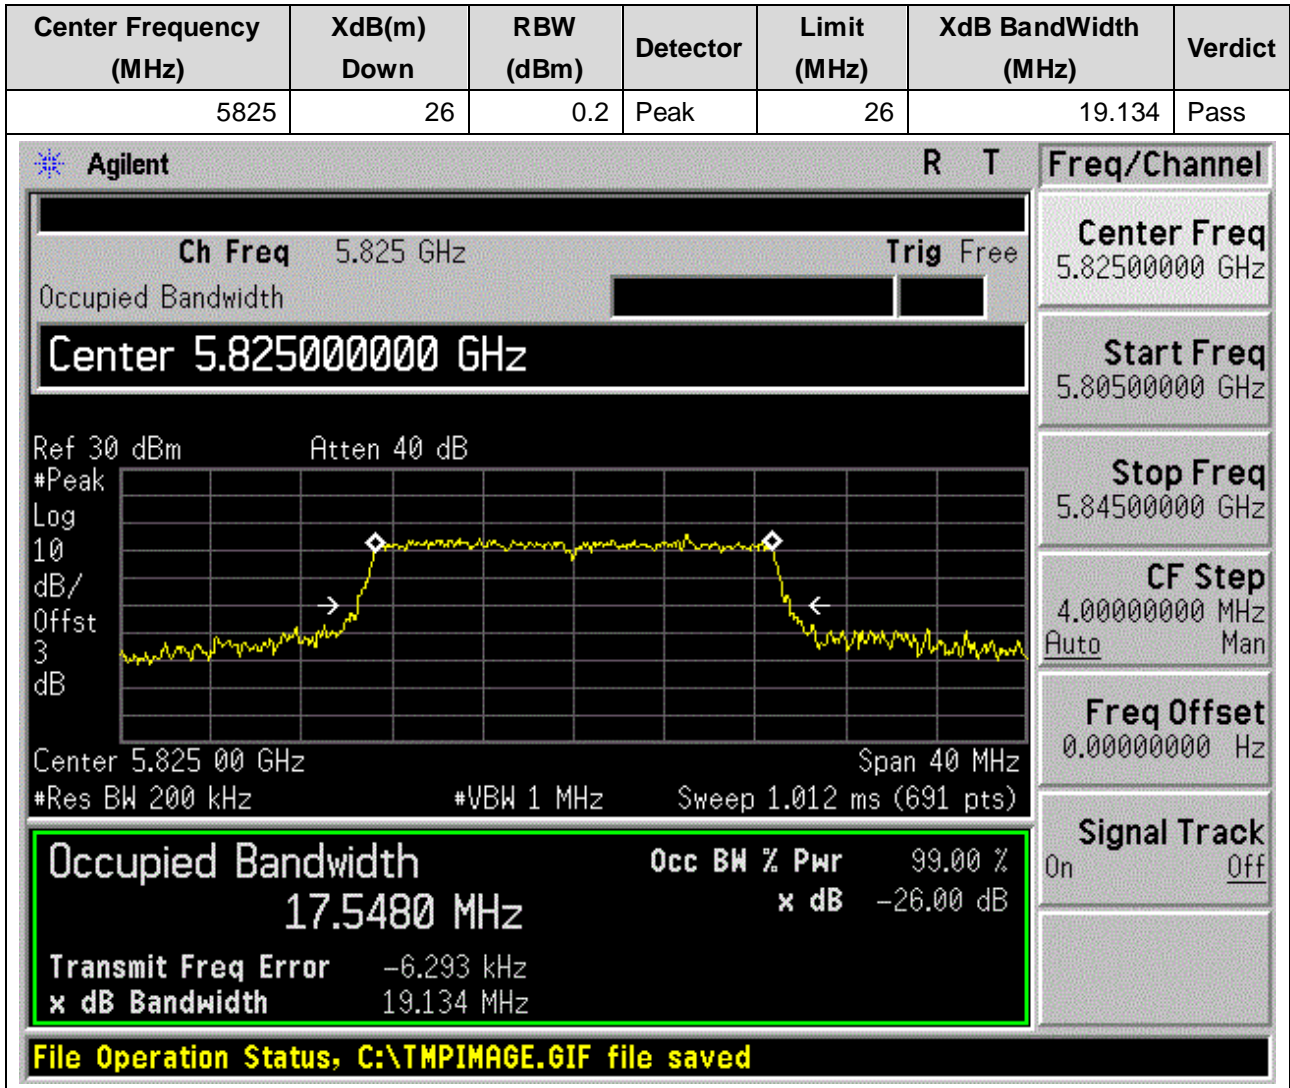 Center Frequency (MHz) XdB(m) Down RBW (dBm) Detector Limit (MHz) XdB BandWidth (MHz) Verdict
5825 26 0.2 Peak 26 19.134 Pass
Agilent R T Freq/Channel
Ch Freq 5.825 GHz Trig Free
Occupied Bandwidth
Center 5.825000000 GHz
Center Freq
5.82500000 GHz
Start Freq
5.80500000 GHz
Stop Freq
5.84500000 GHz
CF Step
4.00000000 MHz
Auto Man
Freq Offset
0.00000000 Hz
Signal Track
On Off
Ref 30 dBm Atten 40 dB
#Peak
Log
10
dB/
Offst
3
dB
Center 5.825 00 GHz Span 40 MHz
#Res BW 200 kHz #VBW 1 MHz Sweep 1.012 ms (691 pts)
Occupied Bandwidth Occ BW % Pwr 99.00 %
17.5480 MHz x dB -26.00 dB
Transmit Freq Error -6.293 kHz
x dB Bandwidth 19.134 MHz
File Operation Status, C:\TMPIMAGE.GIF file saved